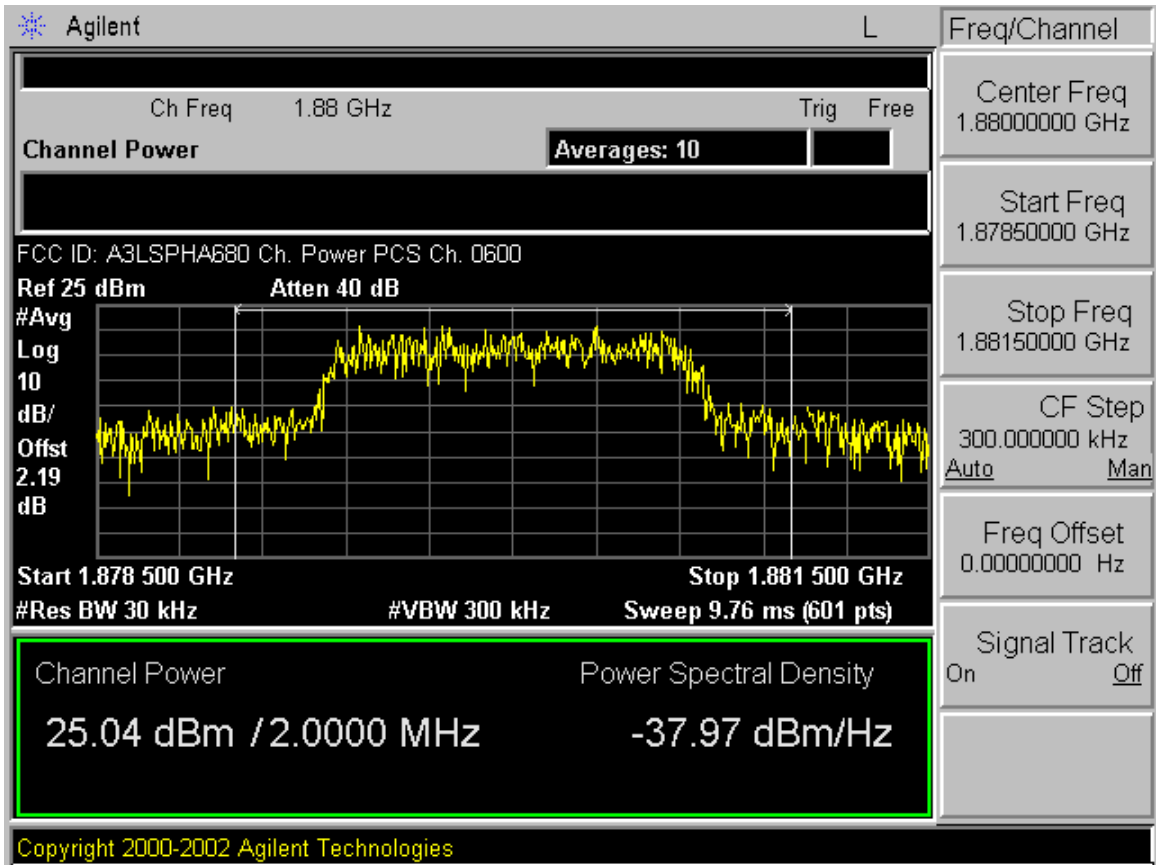 Agilent L
Freq/Channel
Ch Freq 1.88 GHz Trig Free
Channel Power Averages: 10
FCC ID: A3LSPHA680 Ch. Power PCS Ch. 0600
Ref 25 dBm Atten 40 dB
#Avg
Log
10
dB/
Offst
2.19
dB
Start 1.878 500 GHz Stop 1.881 500 GHz
#Res BW 30 kHz #VBW 300 kHz Sweep 9.76 ms (601 pts)
Channel Power Power Spectral Density
25.04 dBm / 2.0000 MHz -37.97 dBm/Hz
Copyright 2000-2002 Agilent Technologies
Center Freq
1.88000000 GHz
Start Freq
1.87850000 GHz
Stop Freq
1.88150000 GHz
CF Step
300.000000 kHz
Auto Man
Freq Offset
0.00000000 Hz
Signal Track
On Off